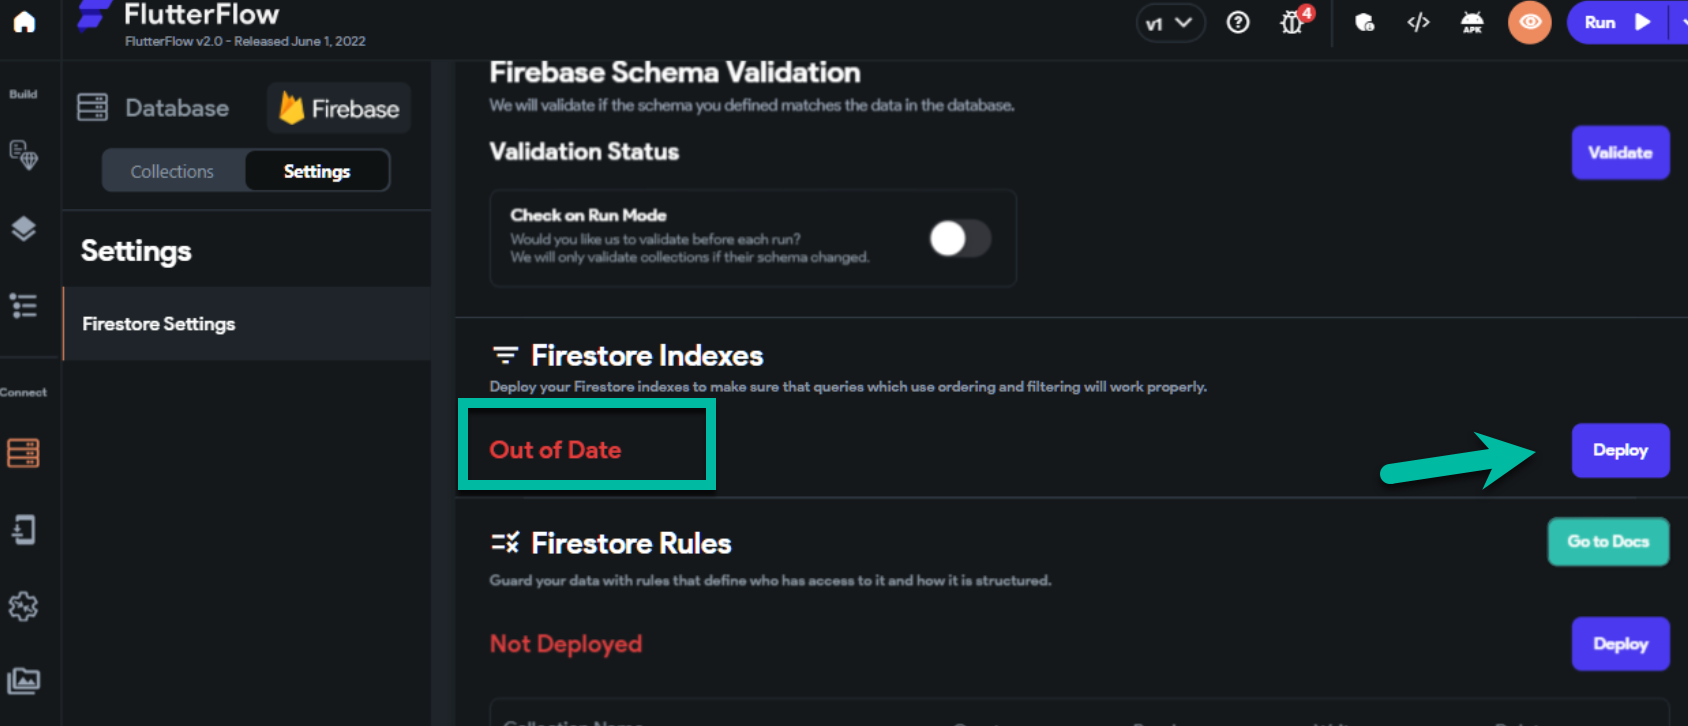 FlutterFlow
FlutterFlow v2.0 - Released June 1, 2022
v1
4
APK
Run
Build
Database
Firebase
Collections
Settings
Settings
Firestore Settings
Connect
Firebase Schema Validation
We will validate if the schema you defined matches the data in the database.
Validation Status
Validate
Check on Run Mode
Would you like us to validate before each run?
We will only validate collections if their schema changed.
Firestore Indexes
Deploy your Firestore indexes to make sure that queries which use ordering and filtering will work properly.
Out of Date
Deploy
Firestore Rules
Go to Docs
Guard your data with rules that define who has access to it and how it is structured.
Not Deployed
Deploy
Collection Name